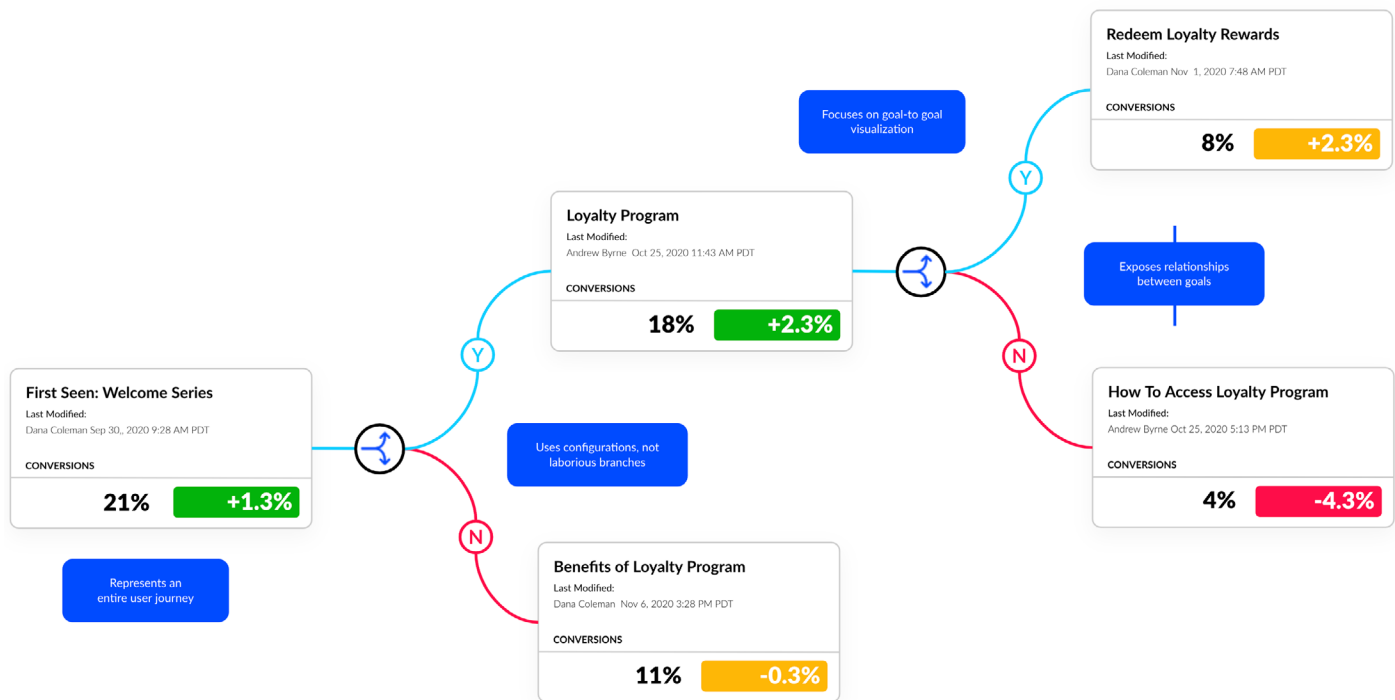 Redeem Loyalty Rewards
Last Modified:
Dana Coleman Nov 1, 2020 7:48 AM PDT
CONVERSIONS
8%
+2.3%
Focuses on goal-to goal
visualization
Y
Loyalty Program
Last Modified:
Andrew Byrne Oct 25, 2020 11:43 AM PDT
CONVERSIONS
18%
+2.3%
Exposes relationships
between goals
Y
N
First Seen: Welcome Series
Last Modified:
Dana Coleman Sep 30,, 2020 9:28 AM PDT
CONVERSIONS
21%
+1.3%
How To Access Loyalty Program
Last Modified:
Andrew Byrne Oct 25, 2020 5:13 PM PDT
CONVERSIONS
4%
-4.3%
Uses configurations, not
laborious branches
N
Represents an
entire user journey
Benefits of Loyalty Program
Last Modified:
Dana Coleman Nov 6, 2020 3:28 PM PDT
CONVERSIONS
11%
-0.3%